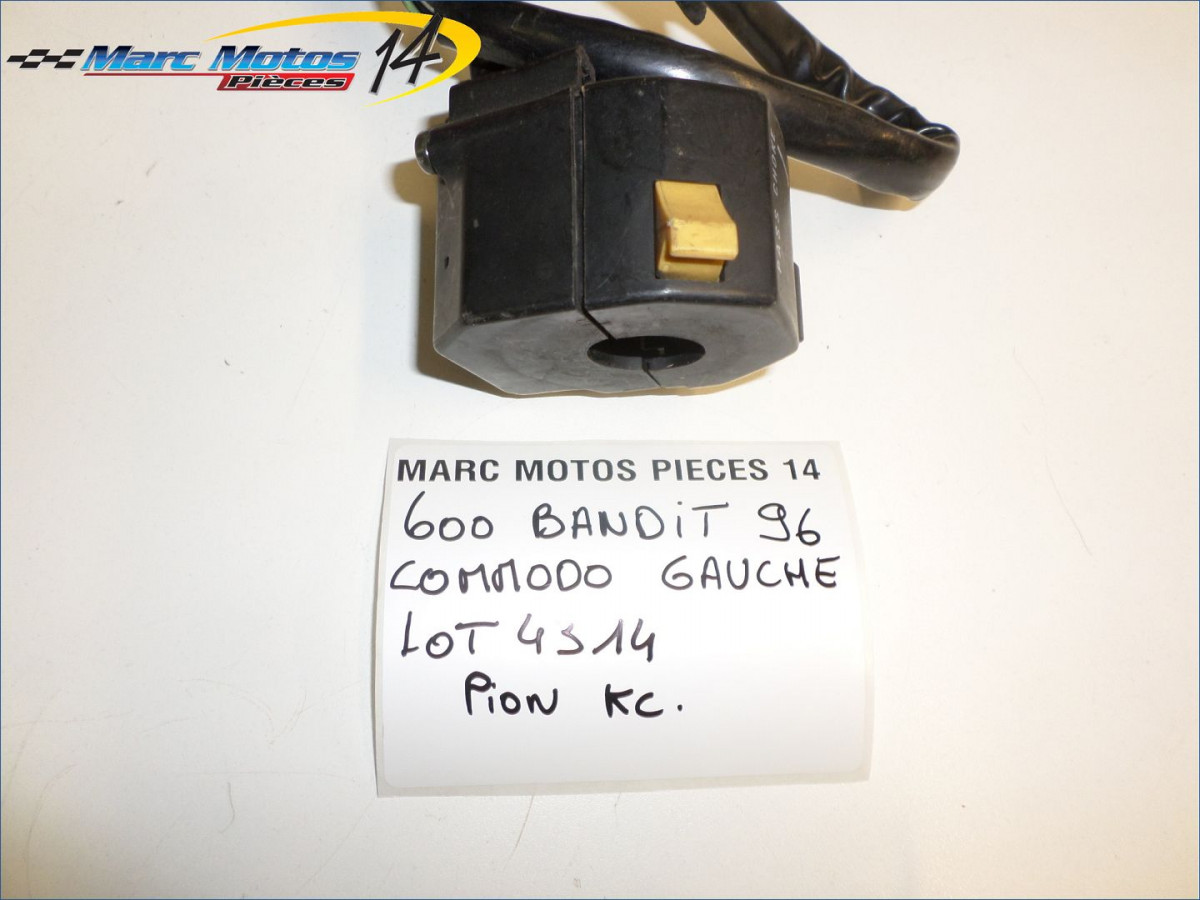 Marc Motos 14
Pièces
MARC MOTOS PIECES 14
600 BANDiT 96
COMMODO GAUCHE
LOT 4514
PiON KC.